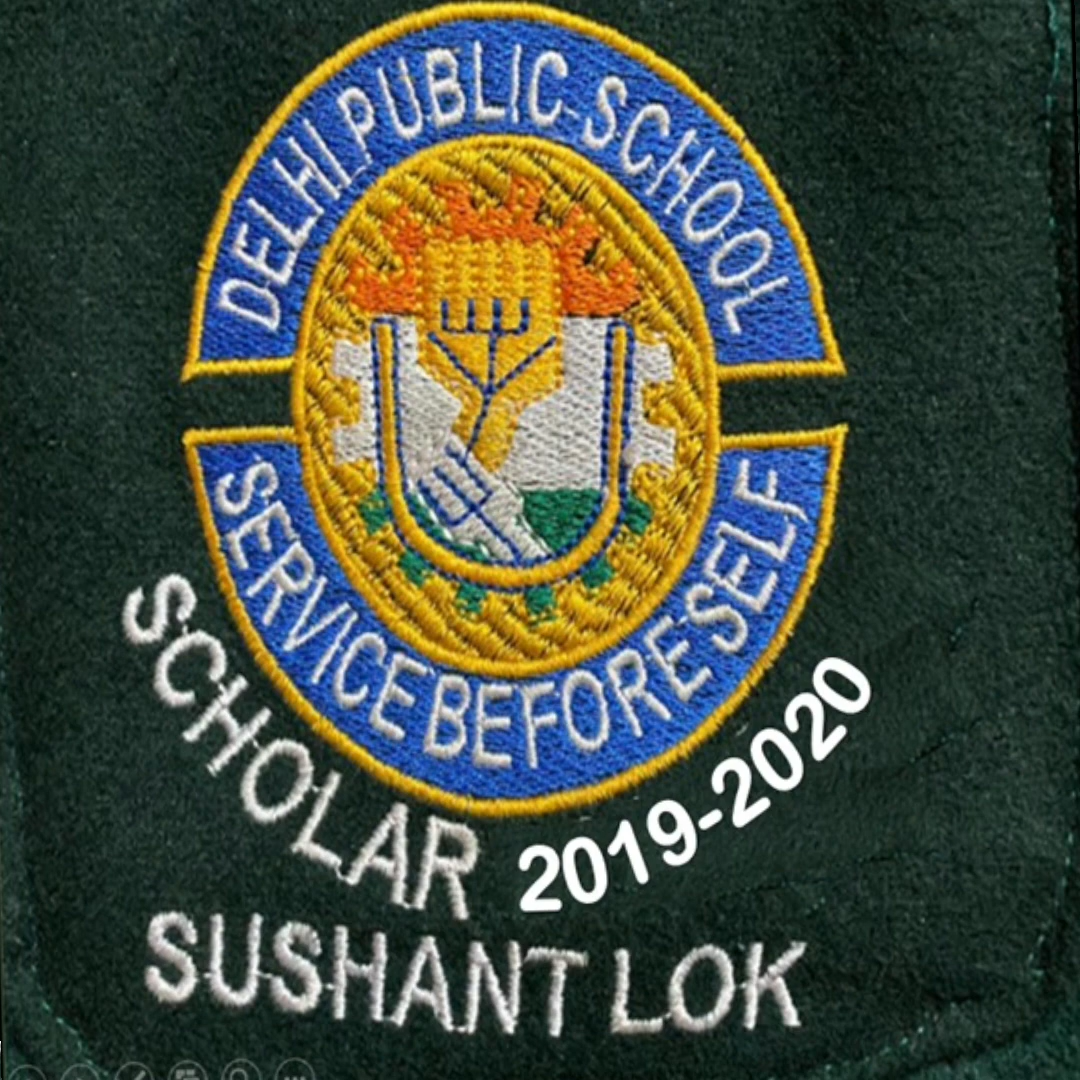 DELHI PUBLIC SCHOOL
SERVICE BEFORE SELF
SCHOLAR 2019-2020
SUSHANT LOK